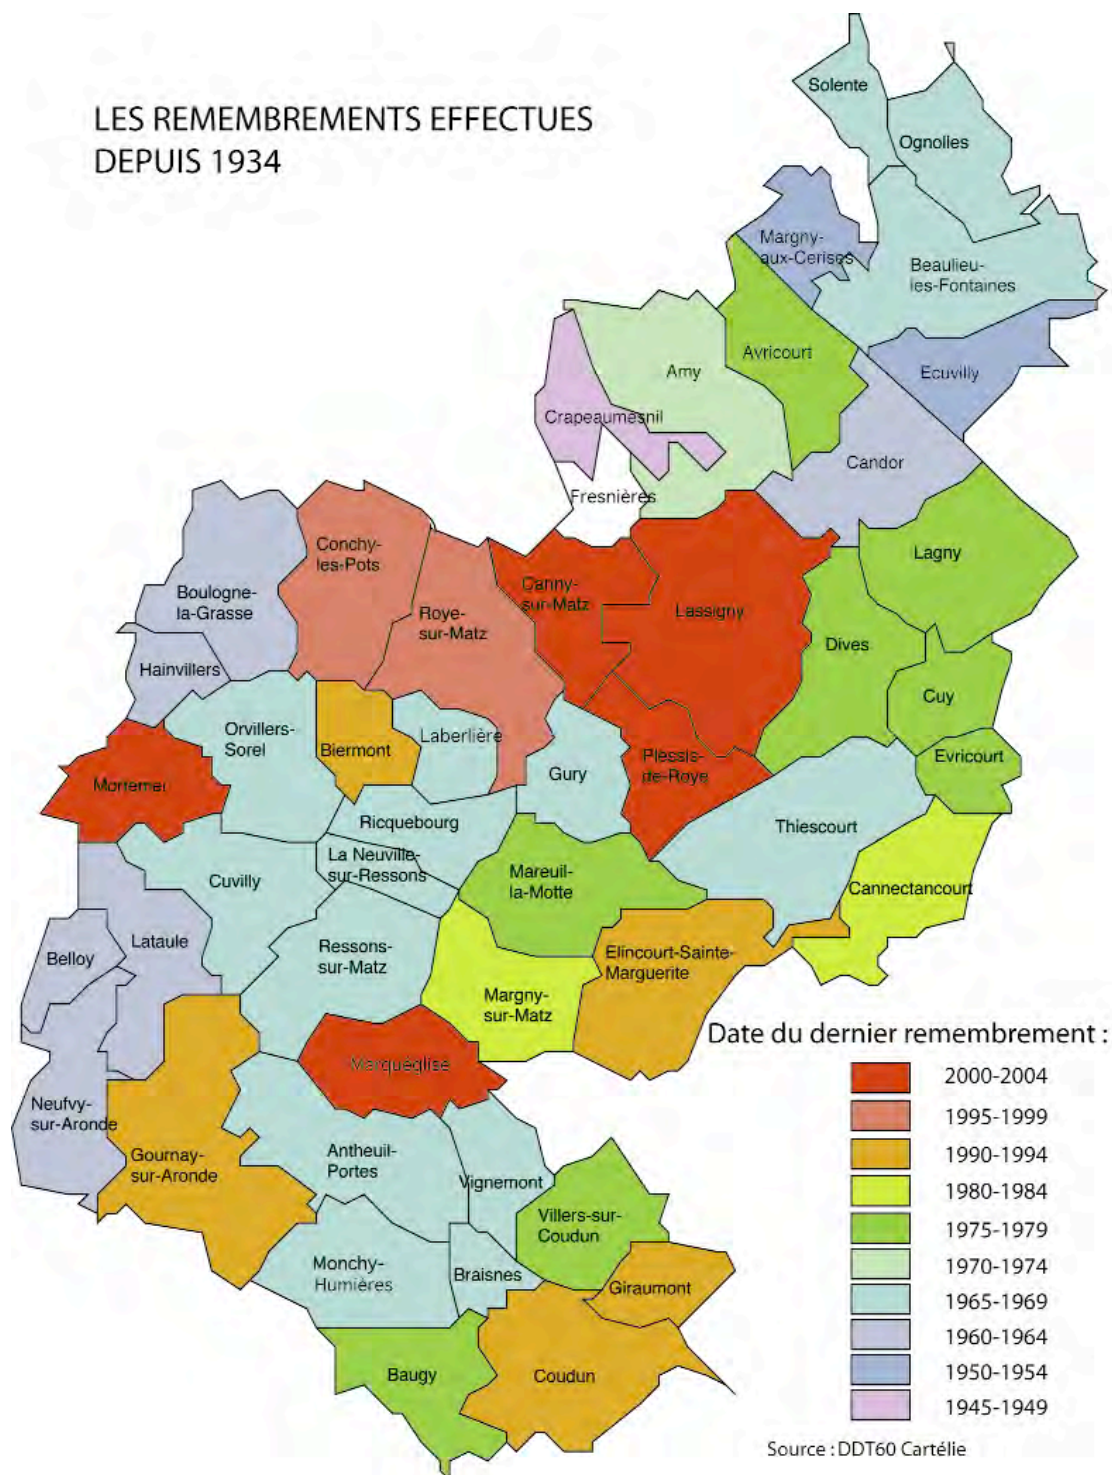 LES REMEMBREMENTS EFFECTUES
DEPUIS 1934
Solente
Ognolles
Margny-
aux-Cerises
Beaulieu-
les-Fontaines
Avricourt
Amy
Ecuvilly
Crapeaumesnil
Candor
Fresnières
Conchy-
les-Pots
Lagny
Boulogne-
la-Grasse
Canny-
sur-Matz
Roye-
sur-Matz
Lassigny
Dives
Hainvillers
Cuy
Orvillers-
Sorel
Biermont
Laberlière
Gury
Plessis-
de-Roye
Evricourt
Mortemer
Ricquebourg
Thiescourt
La Neuville-
sur-Ressons
Cuvilly
Mareuil-
la-Motte
Cannectancourt
Belloy
Lataule
Ressons-
sur-Matz
Elincourt-Sainte-
Marguerite
Margny-
sur-Matz
Marquéglise
Neufvy-
sur-Aronde
Gournay-
sur-Aronde
Antheuil-
Portes
Vignemont
Villers-sur-
Coudun
Monchy-
Humières
Braisnes
Giraumont
Baugy
Coudun
Date du dernier remembrement :
2000-2004
1995-1999
1990-1994
1980-1984
1975-1979
1970-1974
1965-1969
1960-1964
1950-1954
1945-1949
Source : DDT60 Cartélie